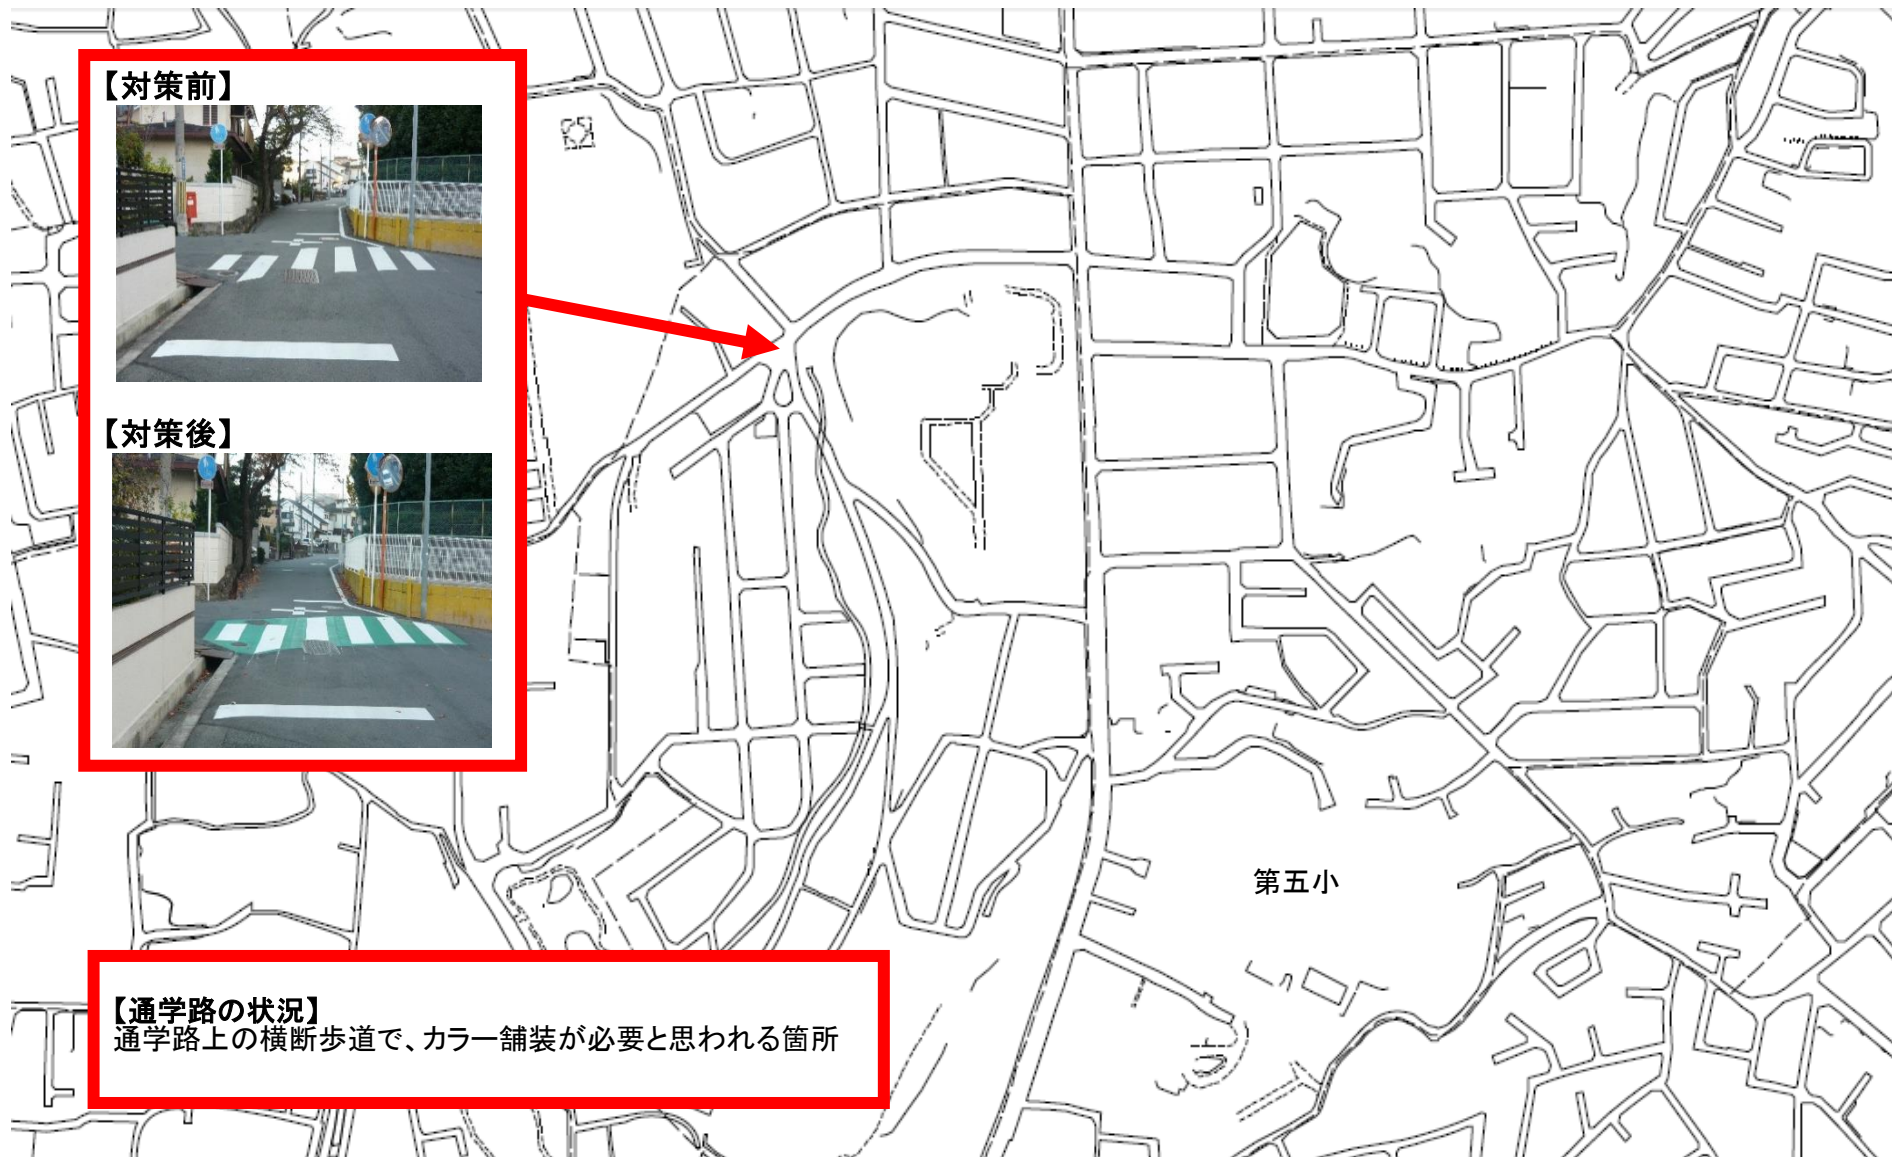 【対策前】
【対策後】
第五小
【通学路の状況】
通学路上の横断歩道で、カラー舗装が必要と思われる箇所